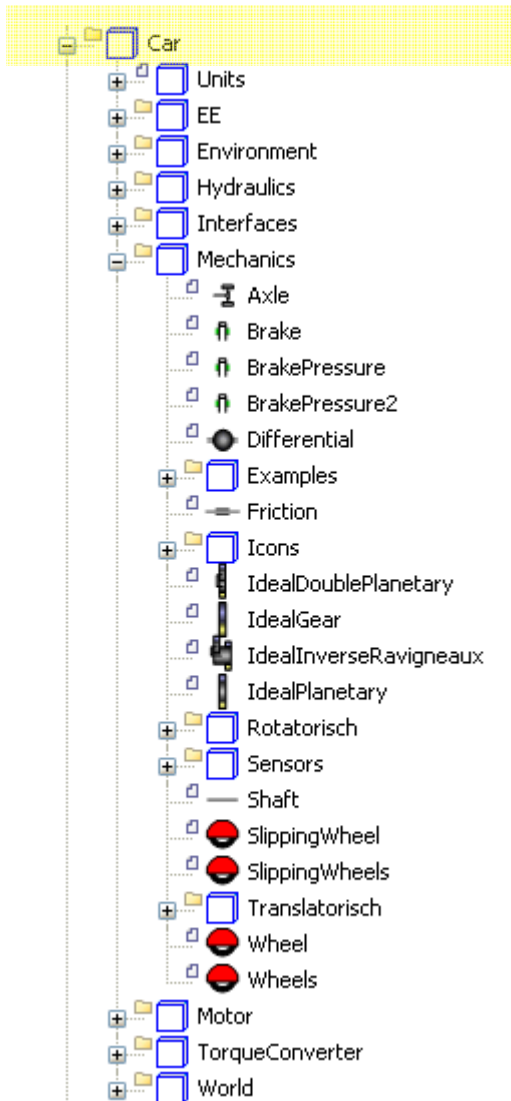 Car
Units
EE
Environment
Hydraulics
Interfaces
Mechanics
Axle
Brake
BrakePressure
BrakePressure2
Differential
Examples
Friction
Icons
IdealDoublePlanetary
IdealGear
IdealInverseRavigneaux
IdealPlanetary
Rotatorisch
Sensors
Shaft
SlippingWheel
SlippingWheels
Translatorisch
Wheel
Wheels
Motor
TorqueConverter
World